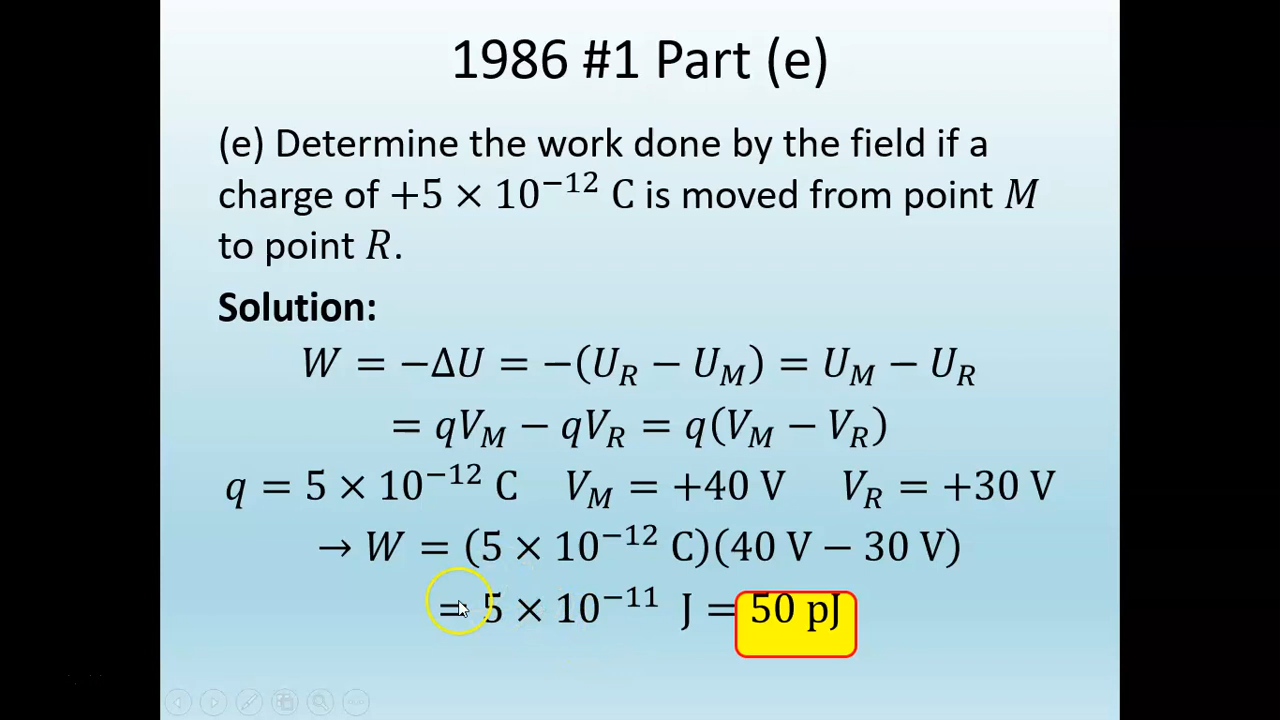 1986 #1 Part (e)
(e) Determine the work done by the field if a
charge of +5 × 10⁻¹² C is moved from point M
to point R.
Solution:
W = −ΔU = −(U_R − U_M) = U_M − U_R
= qV_M − qV_R = q(V_M − V_R)
q = 5 × 10⁻¹² C V_M = +40 V V_R = +30 V
→ W = (5 × 10⁻¹² C)(40 V − 30 V)
= 5 × 10⁻¹¹ J = 50 pJ